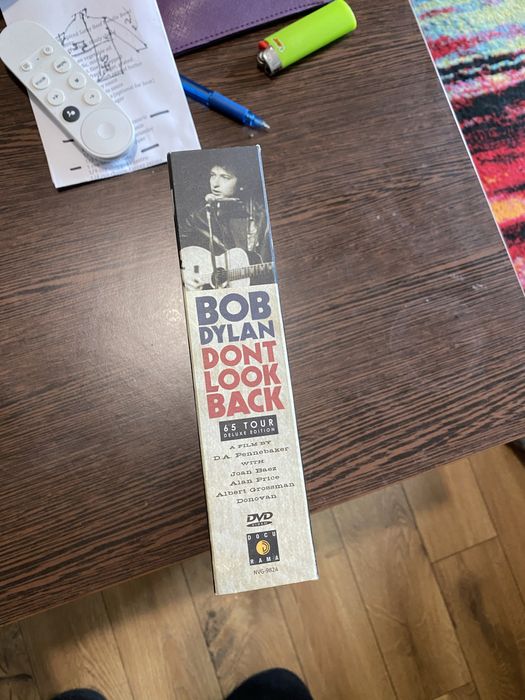 BOB
DYLAN
DONT
LOOK
BACK
65 TOUR
DELUXE EDITION
A FILM BY
D.A. Pennebaker
WITH
Joan Baez
Alan Price
Albert Grossman
Donovan
DVD
VIDEO
DOCU
RAMA
NVG-9824